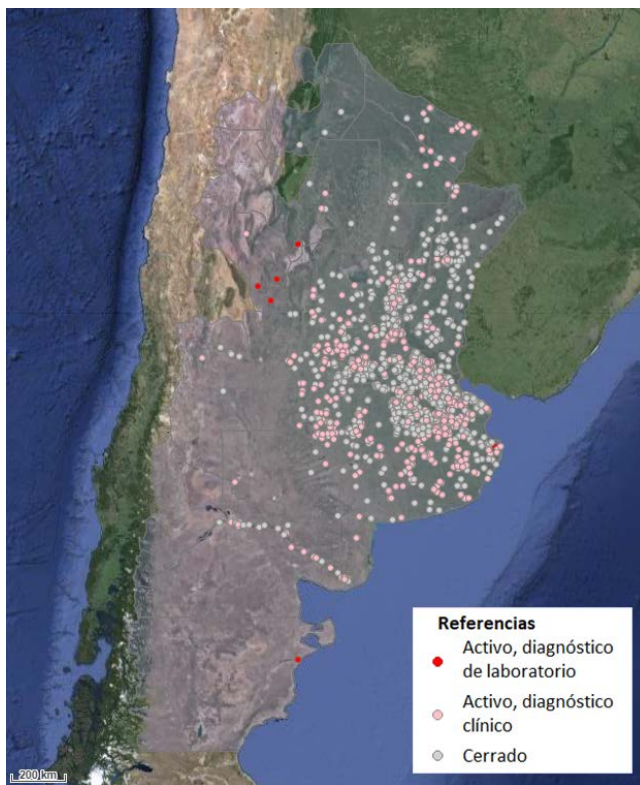 Referencias
Activo, diagnóstico
de laboratorio
Activo, diagnóstico
clínico
Cerrado
200 km